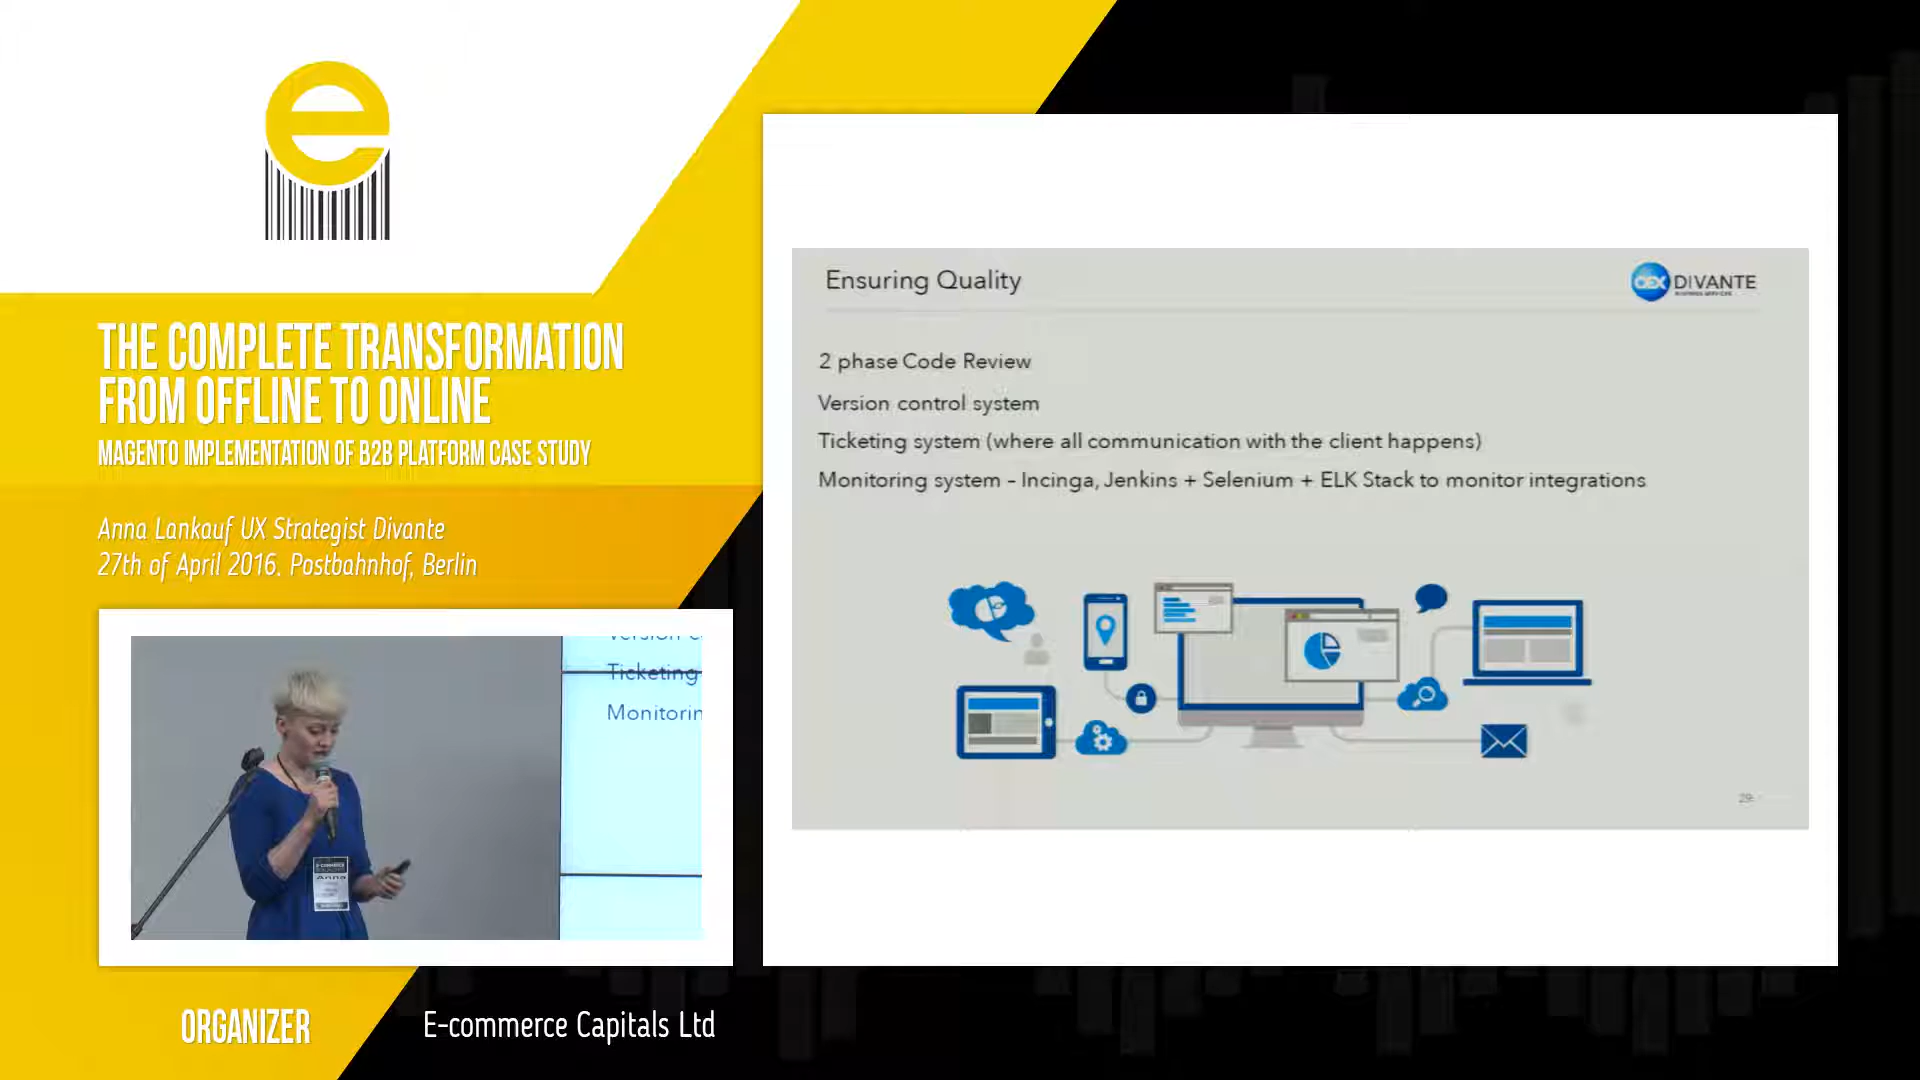 e
THE COMPLETE TRANSFORMATION
FROM OFFLINE TO ONLINE
MAGENTO IMPLEMENTATION OF B2B PLATFORM CASE STUDY
Anna Lankauf UX Strategist Divante
27th of April 2016. Postbahnhof, Berlin
Ticketing
Monitorin
Anna
ORGANIZER
E-commerce Capitals Ltd
Ensuring Quality
OEX DIVANTE
2 phase Code Review
Version control system
Ticketing system (where all communication with the client happens)
Monitoring system – Incinga, Jenkins + Selenium + ELK Stack to monitor integrations
29